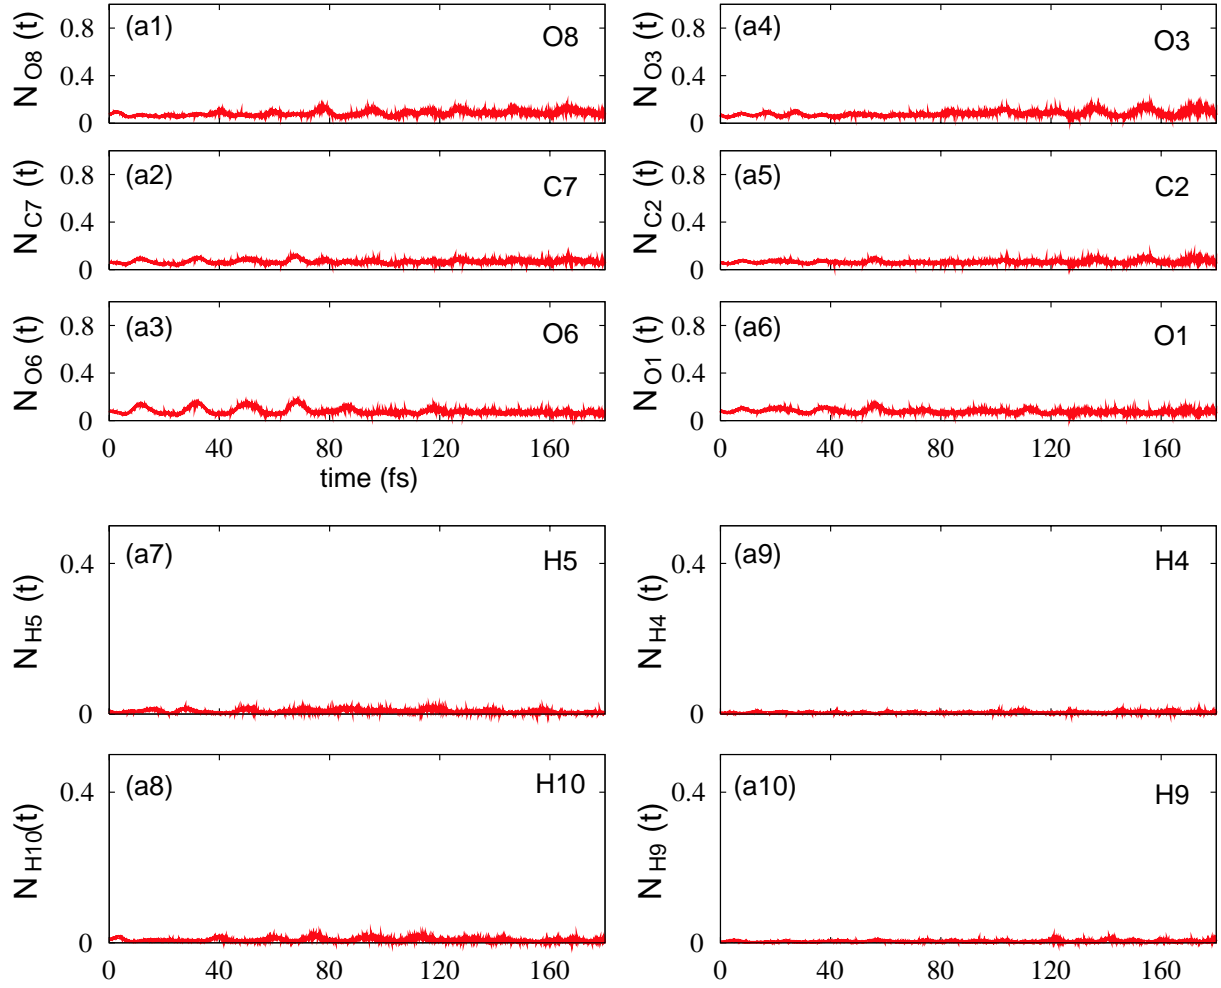 (a1) O8
N_O8 (t)
0.8
0.4
0
(a4) O3
N_O3 (t)
0.8
0.4
0
(a2) C7
N_C7 (t)
0.8
0.4
0
(a5) C2
N_C2 (t)
0.8
0.4
0
(a3) O6
N_O6 (t)
0.8
0.4
0
0 40 80 120 160
time (fs)
(a6) O1
N_O1 (t)
0.8
0.4
0
0 40 80 120 160
(a7) H5
N_H5 (t)
0.4
0
(a9) H4
N_H4 (t)
0.4
0
(a8) H10
N_H10(t)
0.4
0
0 40 80 120 160
(a10) H9
N_H9 (t)
0.4
0
0 40 80 120 160